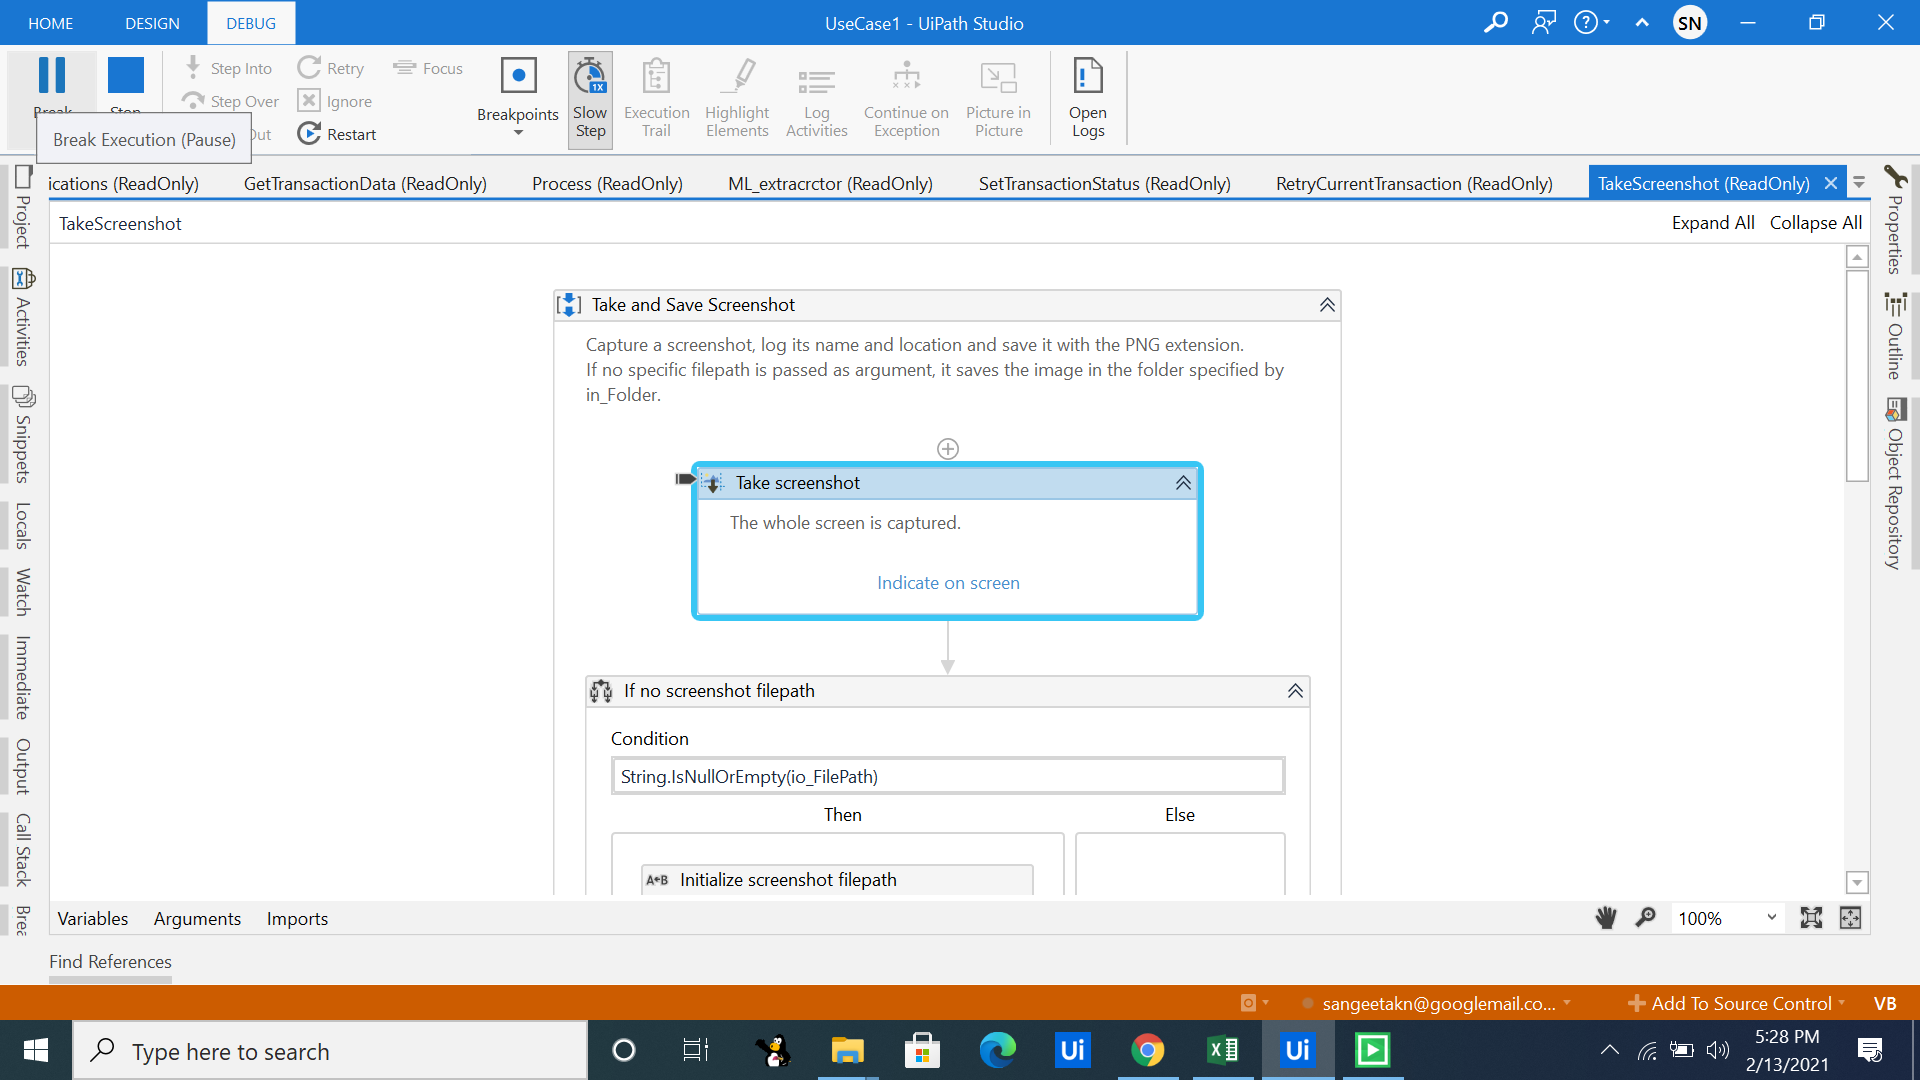 HOME DESIGN DEBUG UseCase1 - UiPath Studio SN
Step Into Retry Focus
Step Over Ignore
Restart
Break Stop
Breakpoints
Slow Step
Execution Trail
Highlight Elements
Log Activities
Continue on Exception
Picture in Picture
Open Logs
1X
Break Execution (Pause) Out
ications (ReadOnly) GetTransactionData (ReadOnly) Process (ReadOnly) ML_extracrctor (ReadOnly) SetTransactionStatus (ReadOnly) RetryCurrentTransaction (ReadOnly) TakeScreenshot (ReadOnly)
TakeScreenshot Expand All Collapse All
Project
Activities
Snippets
Locals
Watch
Immediate
Output
Call Stack
Brea
Take and Save Screenshot
Capture a screenshot, log its name and location and save it with the PNG extension.
If no specific filepath is passed as argument, it saves the image in the folder specified by
in_Folder.
Take screenshot
The whole screen is captured.
Indicate on screen
If no screenshot filepath
Condition
String.IsNullOrEmpty(io_FilePath)
Then Else
A B Initialize screenshot filepath
Properties
Outline
Object Repository
Variables Arguments Imports 100%
Find References
sangeetakn@googlemail.co... Add To Source Control VB
Type here to search
Ui
Ui
5:28 PM
2/13/2021